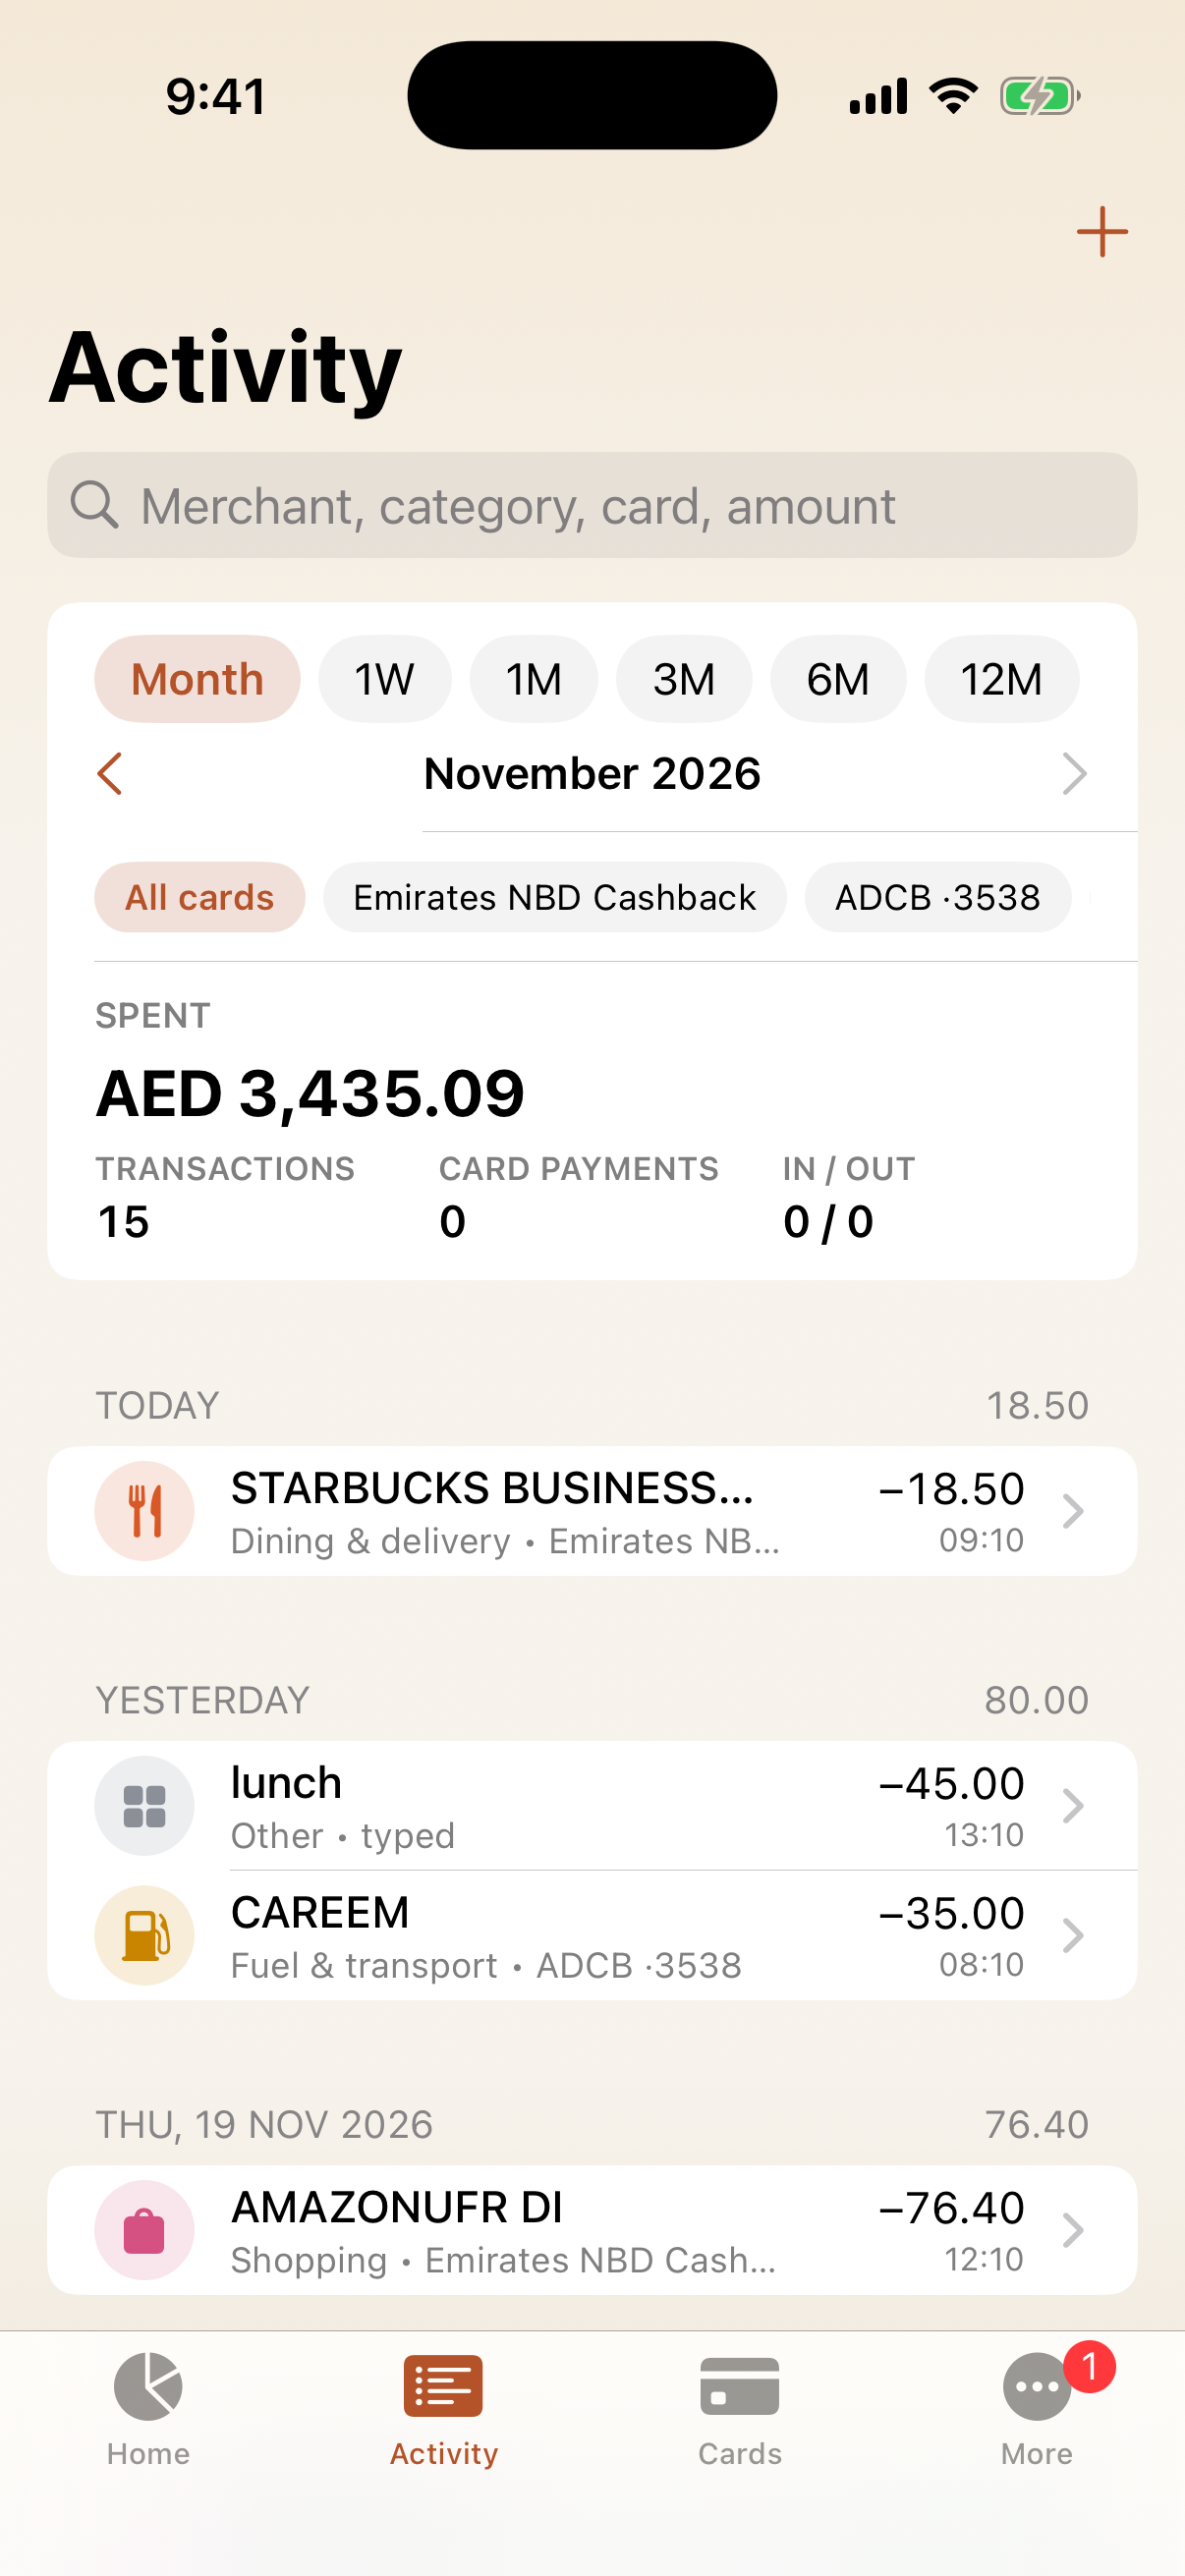 9:41
Activity
Merchant, category, card, amount
Month 1W 1M 3M 6M 12M
November 2026
All cards Emirates NBD Cashback ADCB ·3538
SPENT
AED 3,435.09
TRANSACTIONS CARD PAYMENTS IN / OUT
15 0 0 / 0
TODAY 18.50
STARBUCKS BUSINESS... –18.50
Dining & delivery • Emirates NB... 09:10
YESTERDAY 80.00
lunch –45.00
Other • typed 13:10
CAREEM –35.00
Fuel & transport • ADCB ·3538 08:10
THU, 19 NOV 2026 76.40
AMAZONUFR DI –76.40
Shopping • Emirates NBD Cash... 12:10
1
Home Activity Cards More